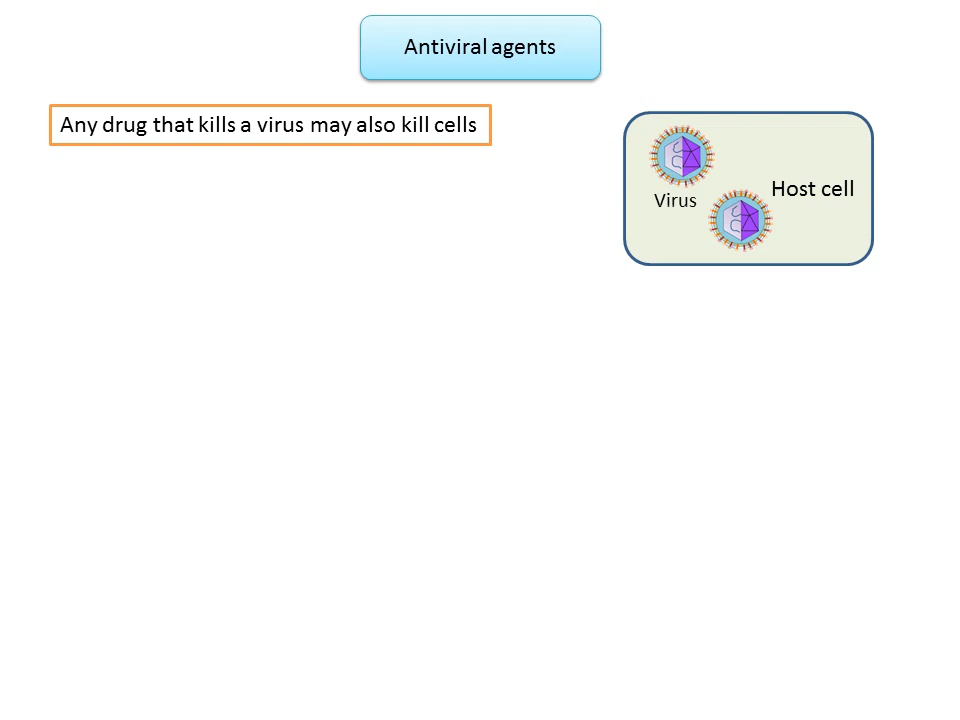 Antiviral agents
Any drug that kills a virus may also kill cells
Host cell
Virus